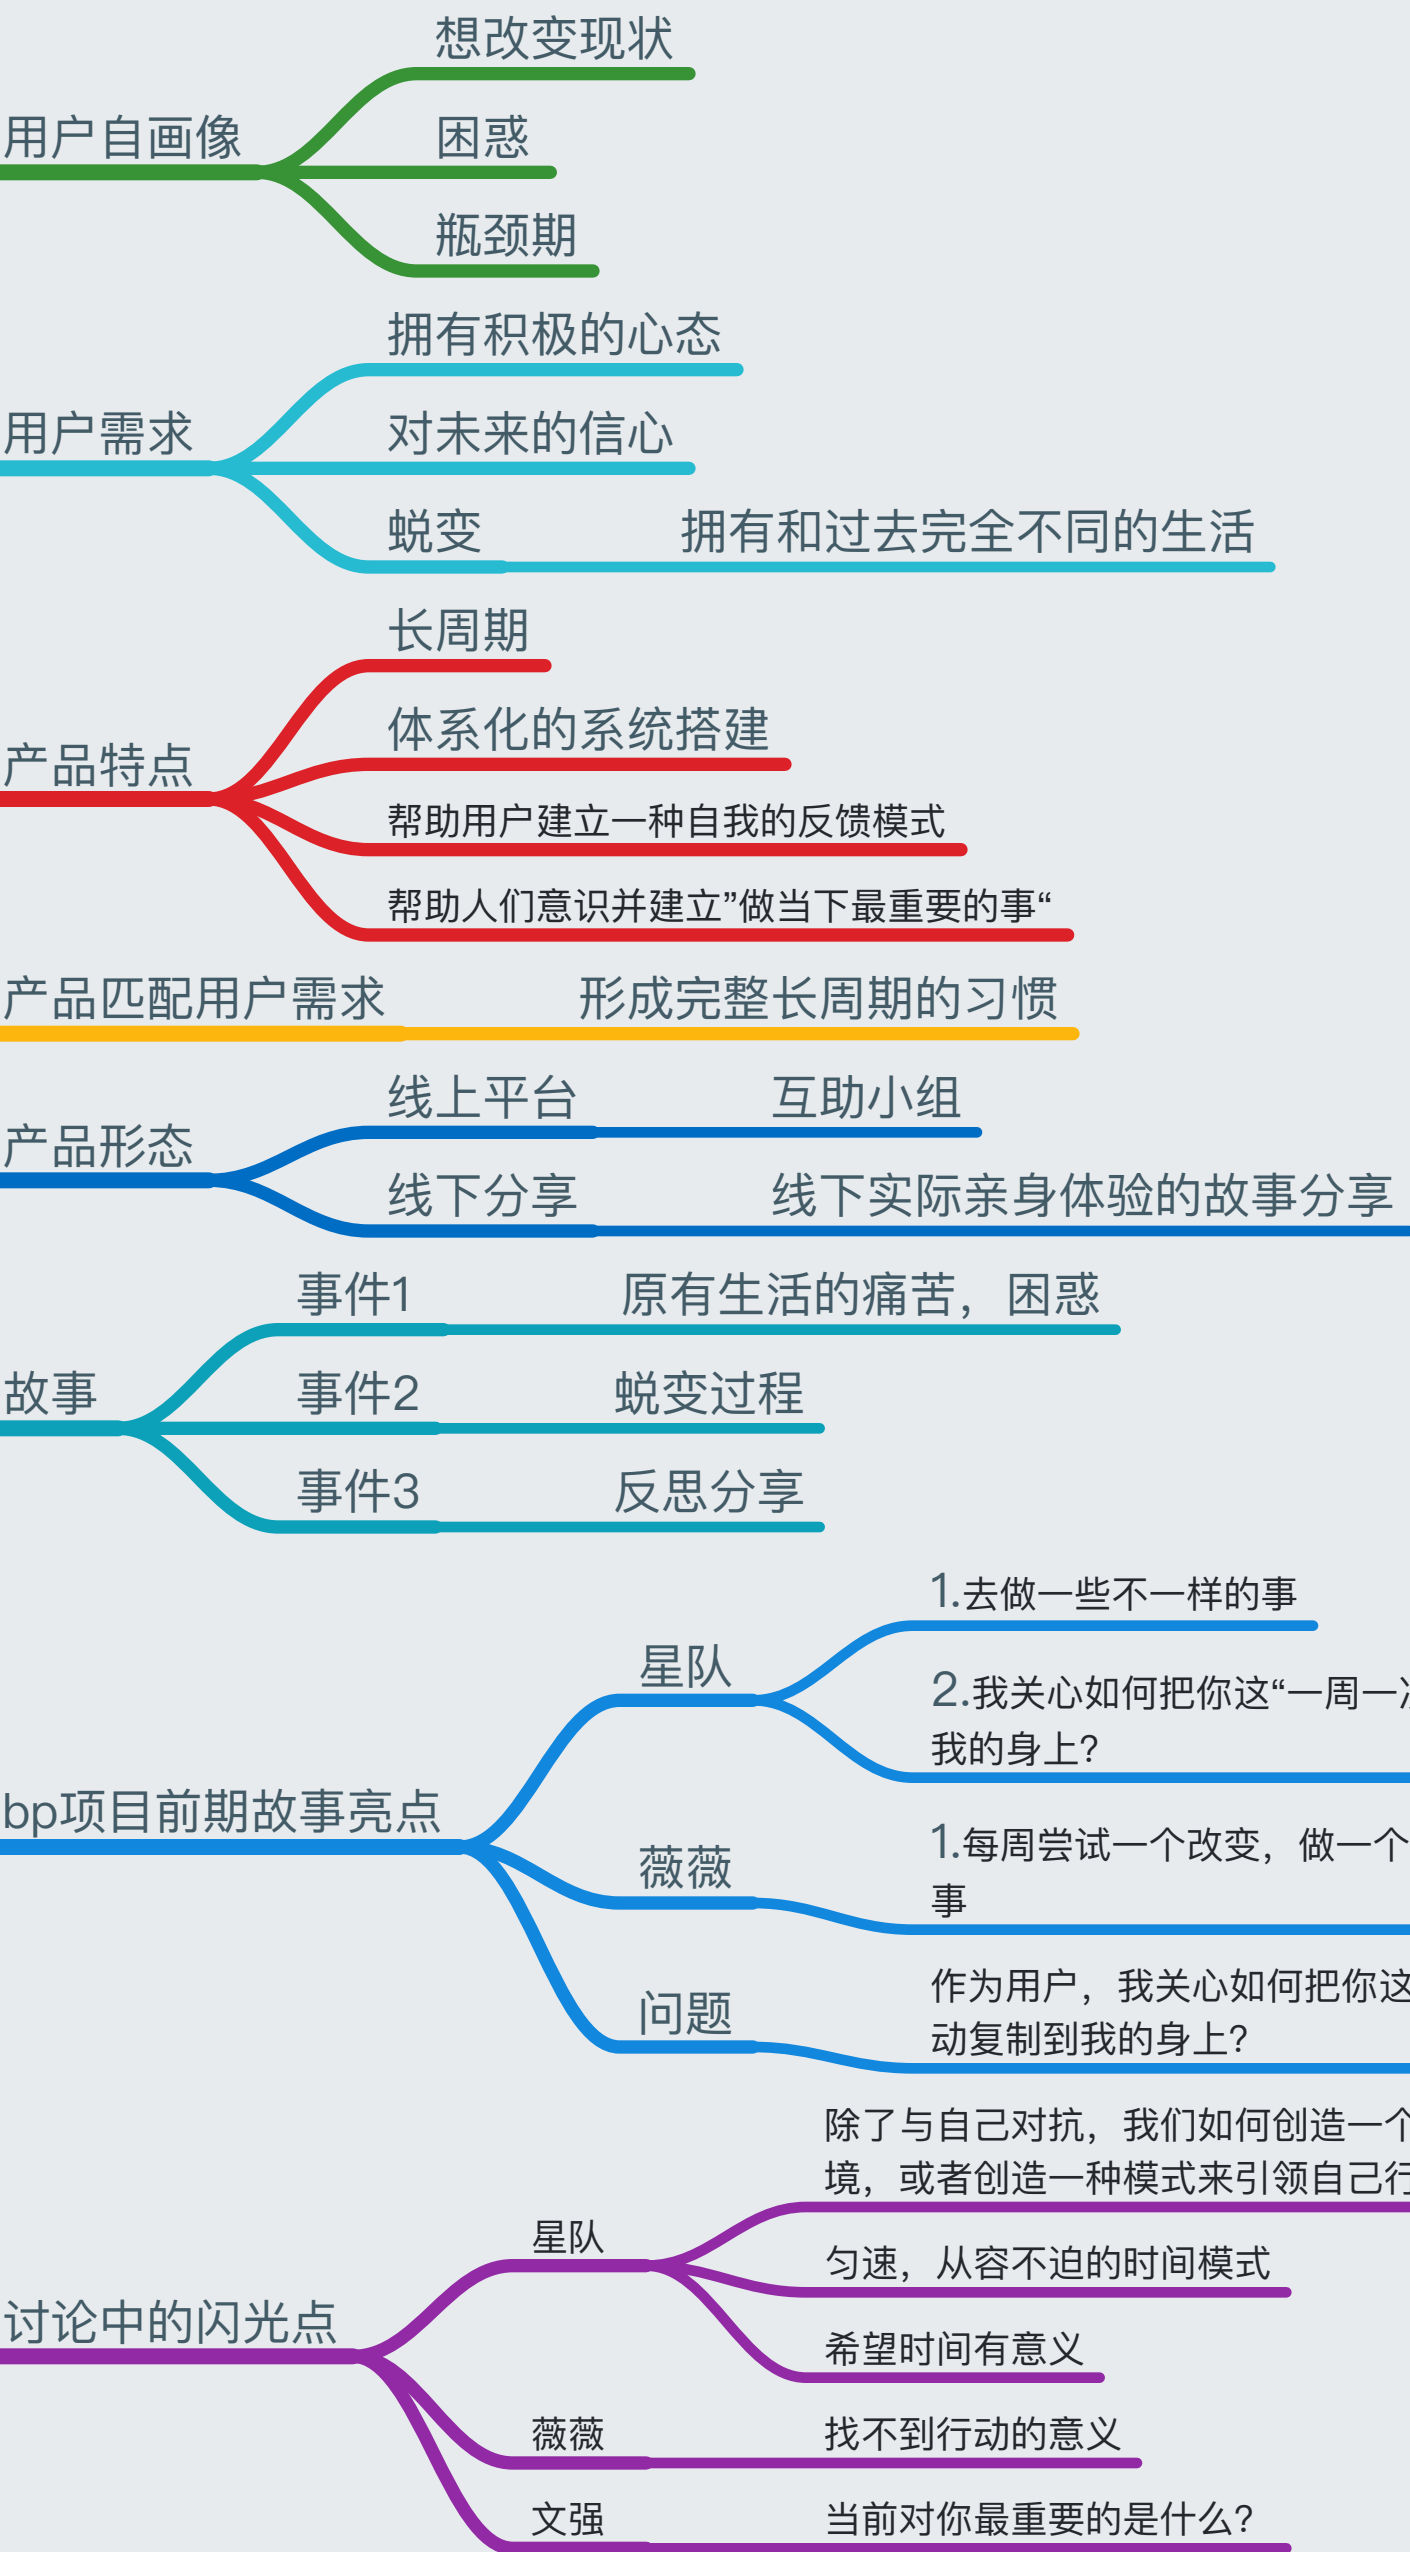 想改变现状
用户自画像
困惑
瓶颈期
拥有积极的心态
用户需求
对未来的信心
蜕变
拥有和过去完全不同的生活
长周期
体系化的系统搭建
产品特点
帮助用户建立一种自我的反馈模式
帮助人们意识并建立”做当下最重要的事“
产品匹配用户需求
形成完整长周期的习惯
线上平台
互助小组
产品形态
线下分享
线下实际亲身体验的故事分享
事件1
原有生活的痛苦，困惑
故事
事件2
蜕变过程
事件3
反思分享
1.去做一些不一样的事
星队
2.我关心如何把你这“一周一
我的身上?
bp项目前期故事亮点
1.每周尝试一个改变，做一个
薇薇
事
作为用户，我关心如何把你这
问题
动复制到我的身上?
除了与自己对抗，我们如何创造一个
境，或者创造一种模式来引领自己行
星队
匀速，从容不迫的时间模式
讨论中的闪光点
希望时间有意义
薇薇
找不到行动的意义
文强
当前对你最重要的是什么?